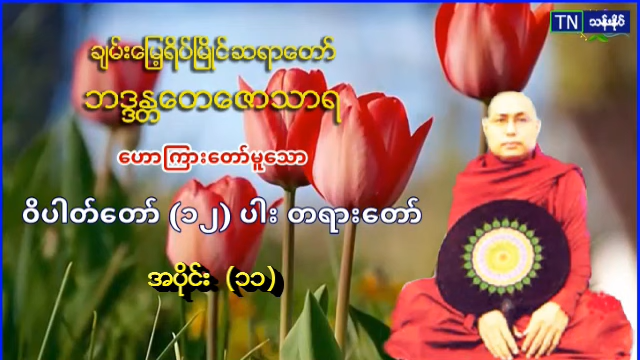 TN သန်းနိုင်
ချမ်းမြေ့ရိပ်မြိုင်ဆရာတော်
ဘဒ္ဒန္တတေဇောသာရ
ဟောကြားတော်မူသော
ဝိပါတ်တော် (၁၂) ပါး တရားတော်
အပိုင်း (၁၁)